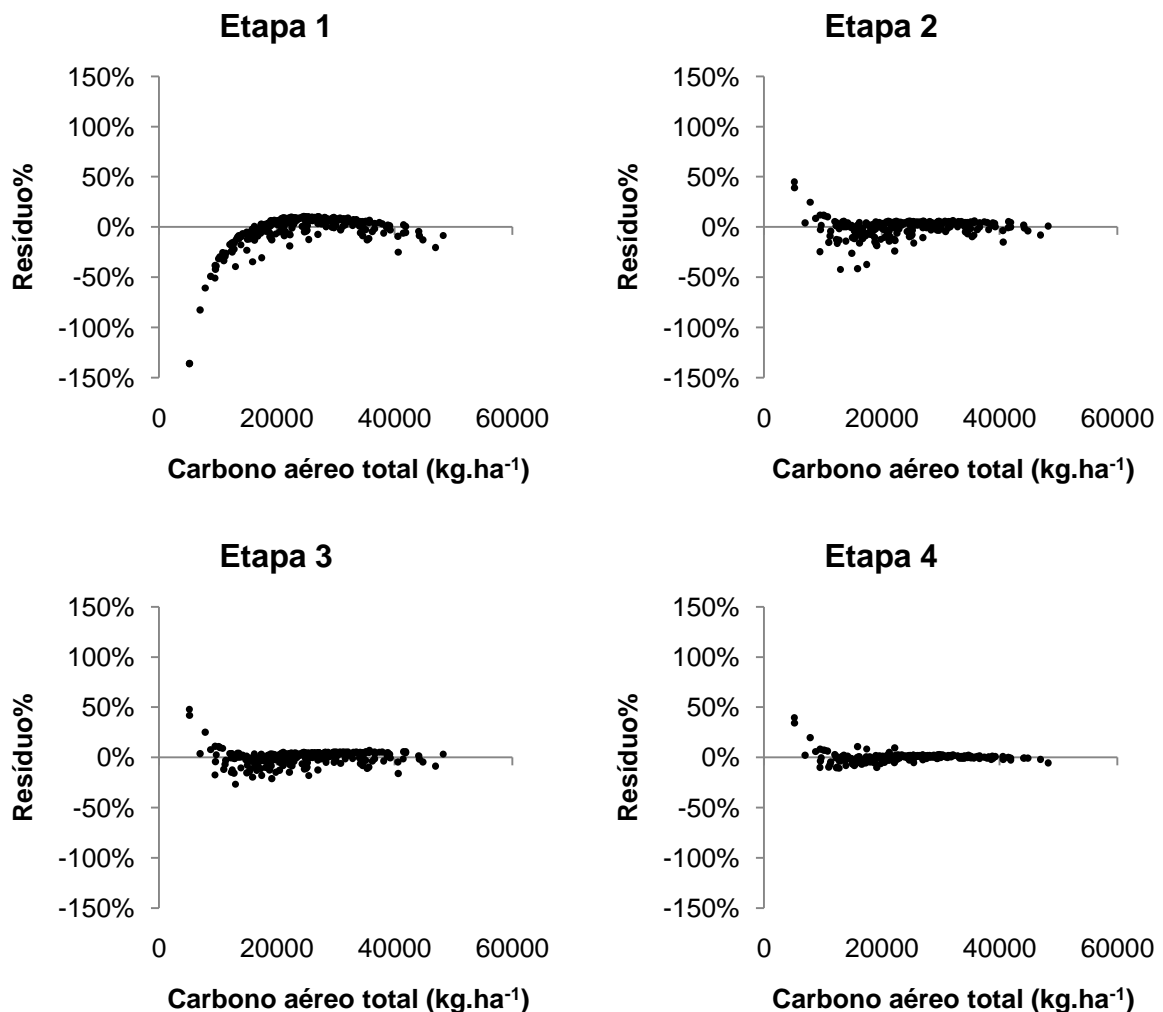 Etapa 1
150%
100%
50%
0%
-50%
-100%
-150%
0 20000 40000 60000
Resíduo%
Carbono aéreo total (kg.ha-1)
Etapa 2
150%
100%
50%
0%
-50%
-100%
-150%
0 20000 40000 60000
Resíduo%
Carbono aéreo total (kg.ha-1)
Etapa 3
150%
100%
50%
0%
-50%
-100%
-150%
0 20000 40000 60000
Resíduo%
Carbono aéreo total (kg.ha-1)
Etapa 4
150%
100%
50%
0%
-50%
-100%
-150%
0 20000 40000 60000
Resíduo%
Carbono aéreo total (kg.ha-1)